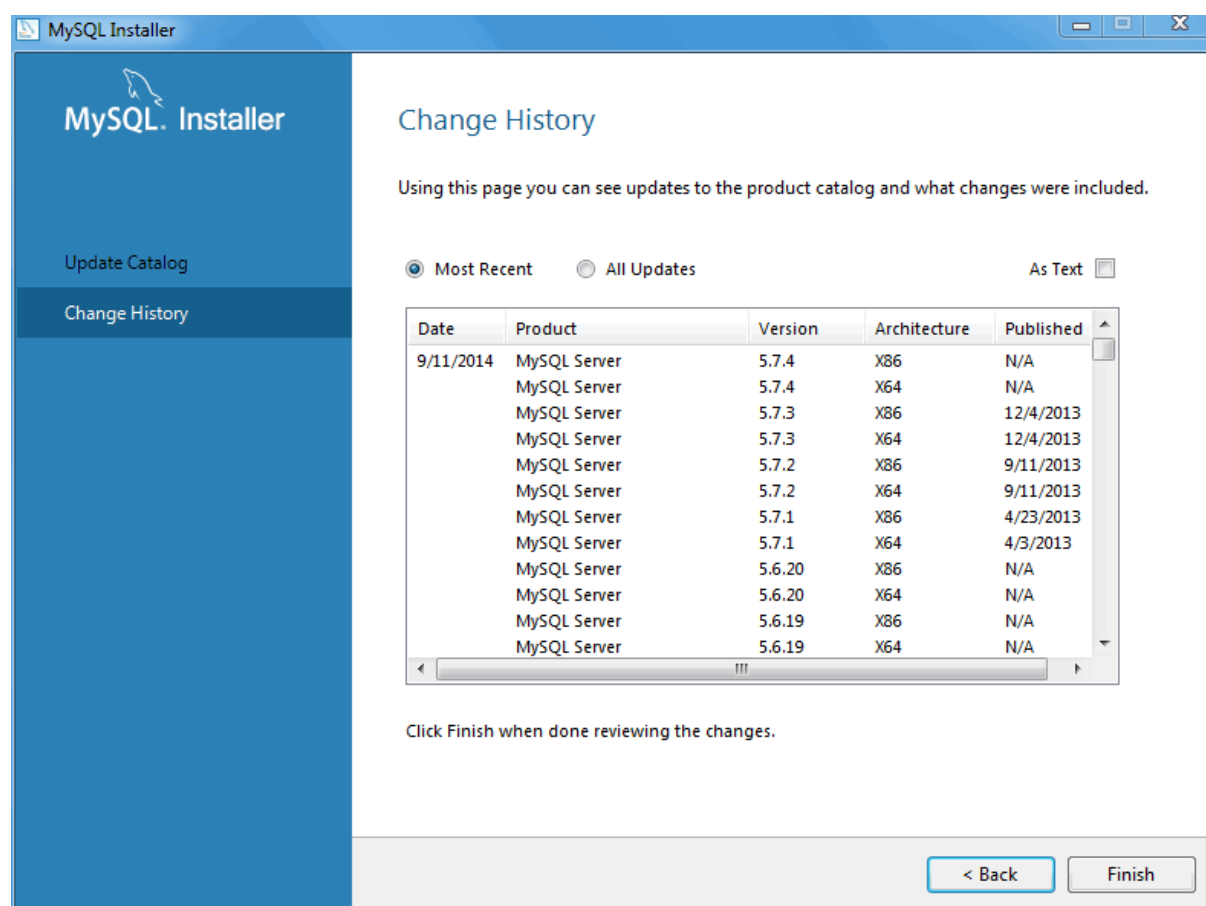 MySQL Installer
MySQL. Installer
Change History
Using this page you can see updates to the product catalog and what changes were included.
Update Catalog
Change History
Most Recent All Updates As Text
Date Product Version Architecture Published
9/11/2014 MySQL Server 5.7.4 X86 N/A
MySQL Server 5.7.4 X64 N/A
MySQL Server 5.7.3 X86 12/4/2013
MySQL Server 5.7.3 X64 12/4/2013
MySQL Server 5.7.2 X86 9/11/2013
MySQL Server 5.7.2 X64 9/11/2013
MySQL Server 5.7.1 X86 4/23/2013
MySQL Server 5.7.1 X64 4/3/2013
MySQL Server 5.6.20 X86 N/A
MySQL Server 5.6.20 X64 N/A
MySQL Server 5.6.19 X86 N/A
MySQL Server 5.6.19 X64 N/A
Click Finish when done reviewing the changes.
< Back Finish